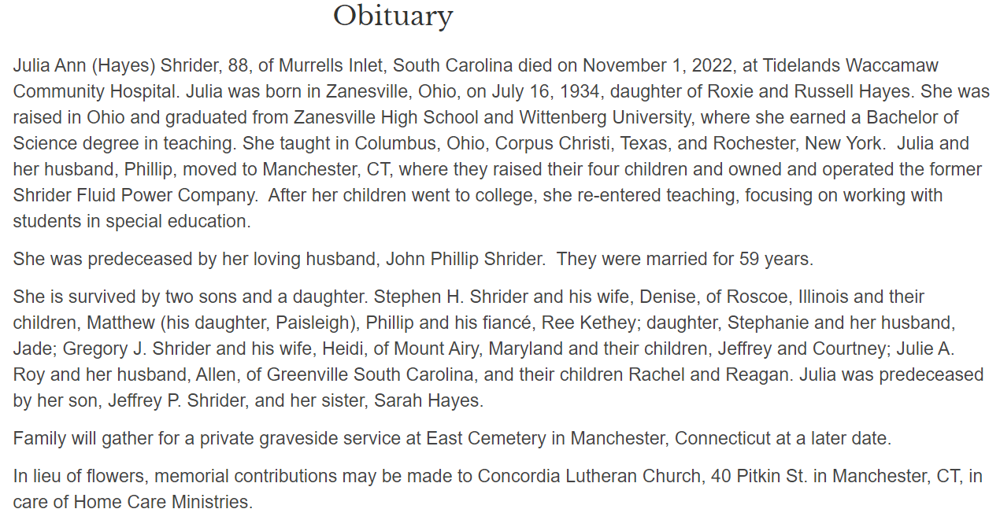 Obituary
Julia Ann (Hayes) Shrider, 88, of Murrells Inlet, South Carolina died on November 1, 2022, at Tidelands Waccamaw
Community Hospital. Julia was born in Zanesville, Ohio, on July 16, 1934, daughter of Roxie and Russell Hayes. She was
raised in Ohio and graduated from Zanesville High School and Wittenberg University, where she earned a Bachelor of
Science degree in teaching. She taught in Columbus, Ohio, Corpus Christi, Texas, and Rochester, New York.  Julia and
her husband, Phillip, moved to Manchester, CT, where they raised their four children and owned and operated the former
Shrider Fluid Power Company.  After her children went to college, she re-entered teaching, focusing on working with
students in special education.
She was predeceased by her loving husband, John Phillip Shrider.  They were married for 59 years.
She is survived by two sons and a daughter. Stephen H. Shrider and his wife, Denise, of Roscoe, Illinois and their
children, Matthew (his daughter, Paisleigh), Phillip and his fiancé, Ree Kethey; daughter, Stephanie and her husband,
Jade; Gregory J. Shrider and his wife, Heidi, of Mount Airy, Maryland and their children, Jeffrey and Courtney; Julie A.
Roy and her husband, Allen, of Greenville South Carolina, and their children Rachel and Reagan. Julia was predeceased
by her son, Jeffrey P. Shrider, and her sister, Sarah Hayes.
Family will gather for a private graveside service at East Cemetery in Manchester, Connecticut at a later date.
In lieu of flowers, memorial contributions may be made to Concordia Lutheran Church, 40 Pitkin St. in Manchester, CT, in
care of Home Care Ministries.